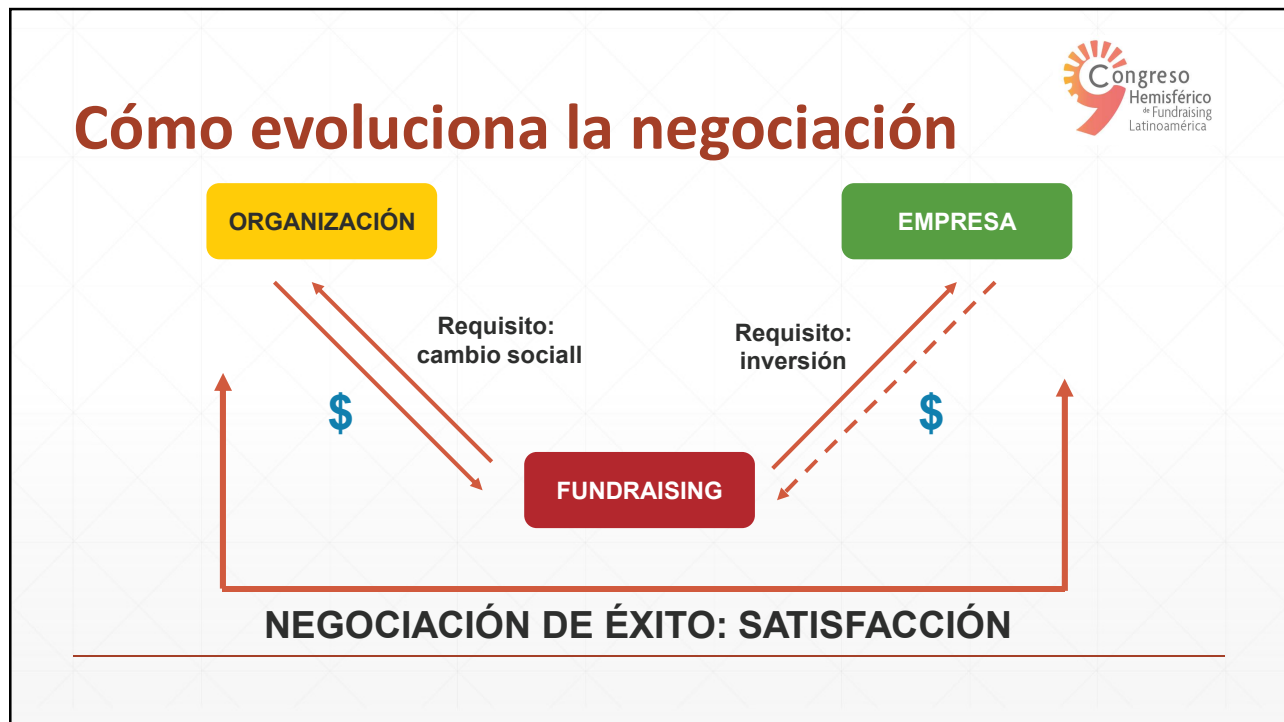 Cómo evoluciona la negociación
Congreso
Hemisférico
de Fundraising
Latinoamérica
ORGANIZACIÓN
EMPRESA
Requisito:
cambio sociall
Requisito:
inversión
$
$
FUNDRAISING
NEGOCIACIÓN DE ÉXITO: SATISFACCIÓN